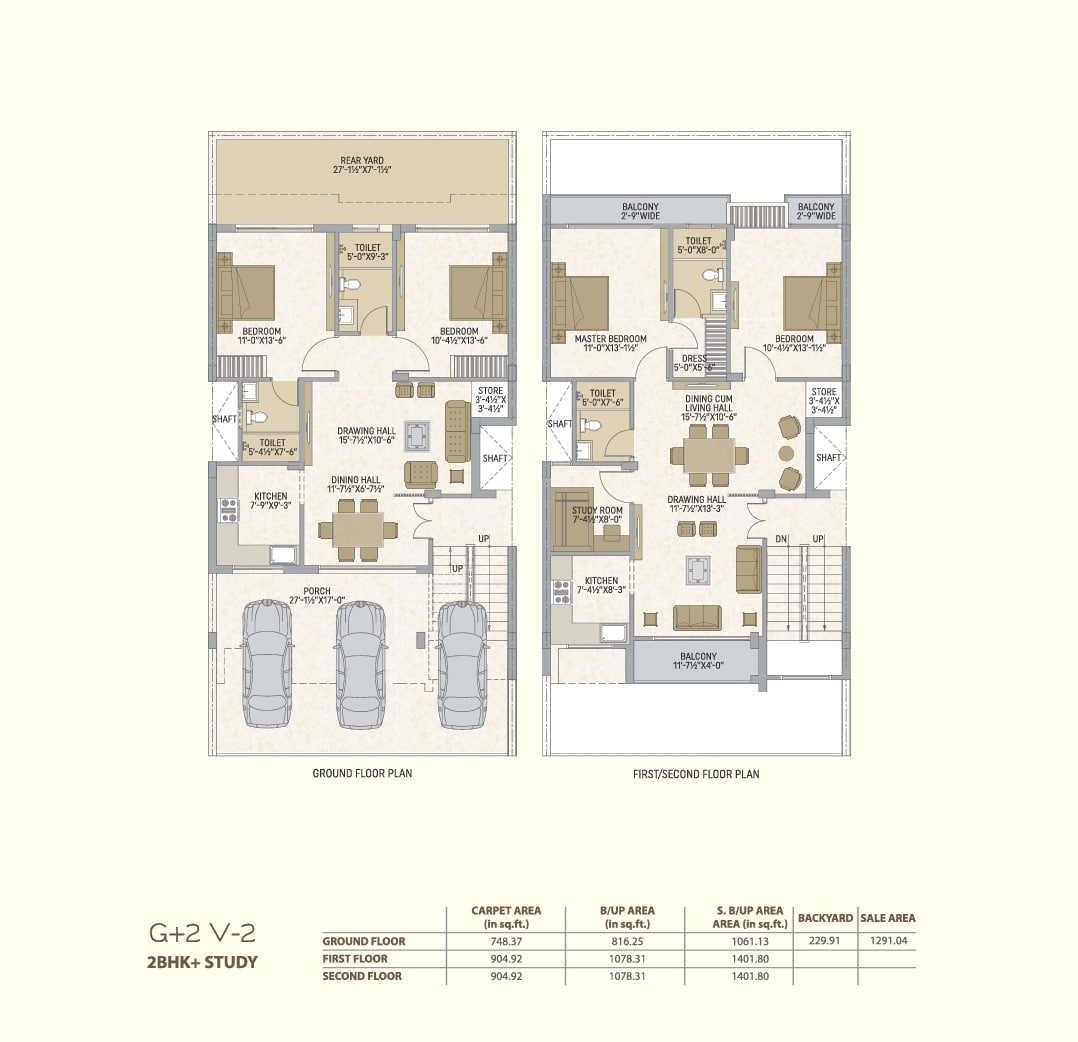 REAR YARD
27'-1½"X7'-1½"
TOILET
5'-0"X9'-3"
BEDROOM
11'-0"X13'-6"
BEDROOM
10'-4½"X13'-6"
SHAFT
TOILET
5'-4½"X7'-6"
DRAWING HALL
15'-7½"X10'-6"
STORE
3'-4½"X
3'-4½"
SHAFT
DINING HALL
11'-7½"X6'-7½"
KITCHEN
7'-9"X9'-3"
UP
UP
PORCH
27'-1½"X17'-0"
GROUND FLOOR PLAN
BALCONY
2'-9"WIDE
BALCONY
2'-9"WIDE
TOILET
5'-0"X8'-0"
MASTER BEDROOM
11'-0"X13'-1½"
BEDROOM
10'-4½"X13'-1½"
DRESS
5'-0"X5'-6"
TOILET
5'-0"X7'-6"
SHAFT
DINING CUM
LIVING HALL
15'-7½"X10'-6"
STORE
3'-4½"X
3'-4½"
SHAFT
DRAWING HALL
11'-7½"X13'-3"
STUDY ROOM
7'-4½"X8'-0"
DN
UP
KITCHEN
7'-4½"X8'-3"
BALCONY
11'-7½"X4'-0"
FIRST/SECOND FLOOR PLAN
G+2 V-2
2BHK+ STUDY
CARPET AREA (in sq.ft.) B/UP AREA (in sq.ft.) S. B/UP AREA AREA (in sq.ft.) BACKYARD SALE AREA
GROUND FLOOR 748.37 816.25 1061.13 229.91 1291.04
FIRST FLOOR 904.92 1078.31 1401.80
SECOND FLOOR 904.92 1078.31 1401.80